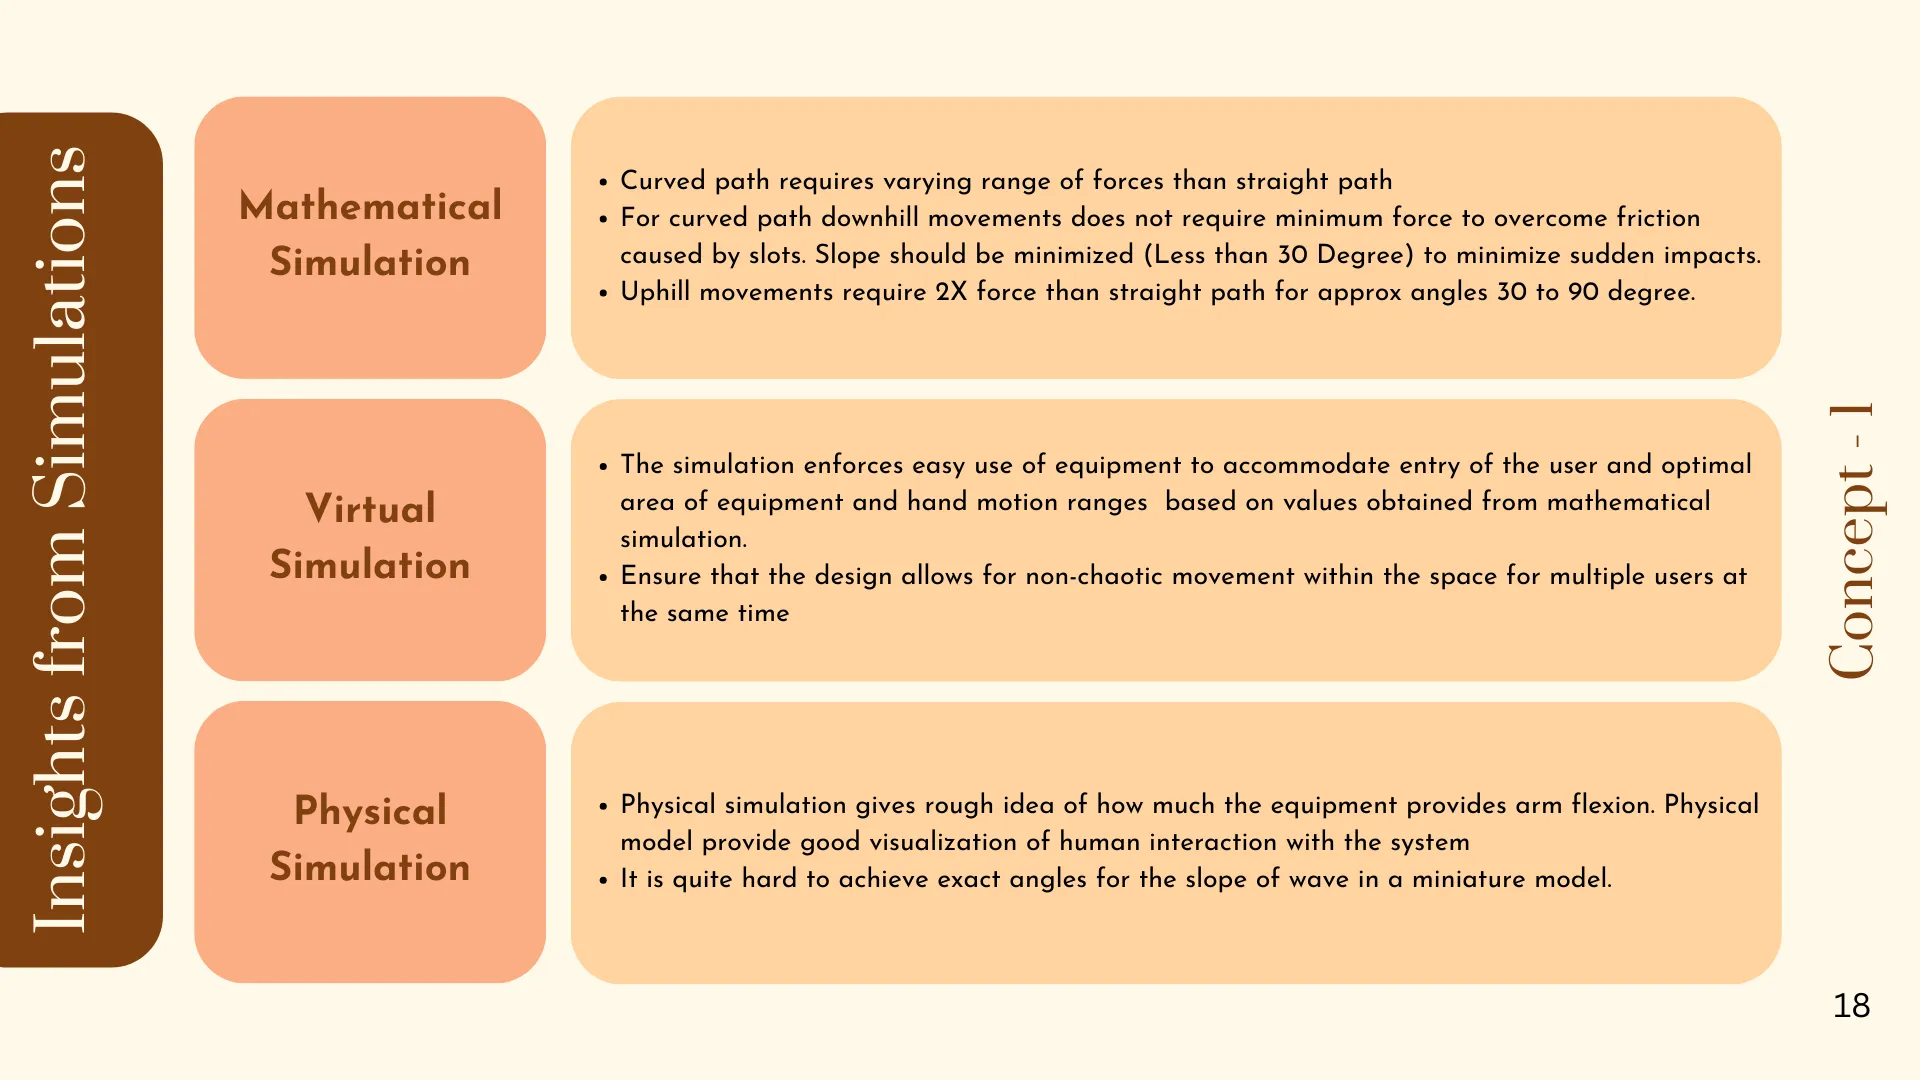 Insights from Simulations
Mathematical
Simulation
• Curved path requires varying range of forces than straight path
• For curved path downhill movements does not require minimum force to overcome friction
caused by slots. Slope should be minimized (Less than 30 Degree) to minimize sudden impacts.
• Uphill movements require 2X force than straight path for approx angles 30 to 90 degree.
Virtual
Simulation
• The simulation enforces easy use of equipment to accommodate entry of the user and optimal
area of equipment and hand motion ranges  based on values obtained from mathematical
simulation.
• Ensure that the design allows for non-chaotic movement within the space for multiple users at
the same time
Physical
Simulation
• Physical simulation gives rough idea of how much the equipment provides arm flexion. Physical
model provide good visualization of human interaction with the system
• It is quite hard to achieve exact angles for the slope of wave in a miniature model.
Concept - 1
18